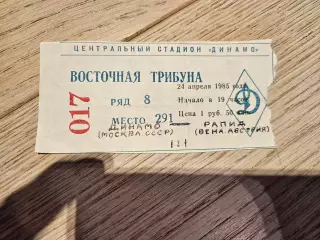 ЦЕНТРАЛЬНЫЙ СТАДИОН «ДИНАМО»
ВОСТОЧНАЯ ТРИБУНА
24 апреля 1985 года
017
РЯД 8
Начало в 19 часов
Цена 1 руб. 50 коп.
МЕСТО 291
ДИНАМО — РАПИД
(МОСКВА. СССР) (ВЕНА. АВСТРИЯ)